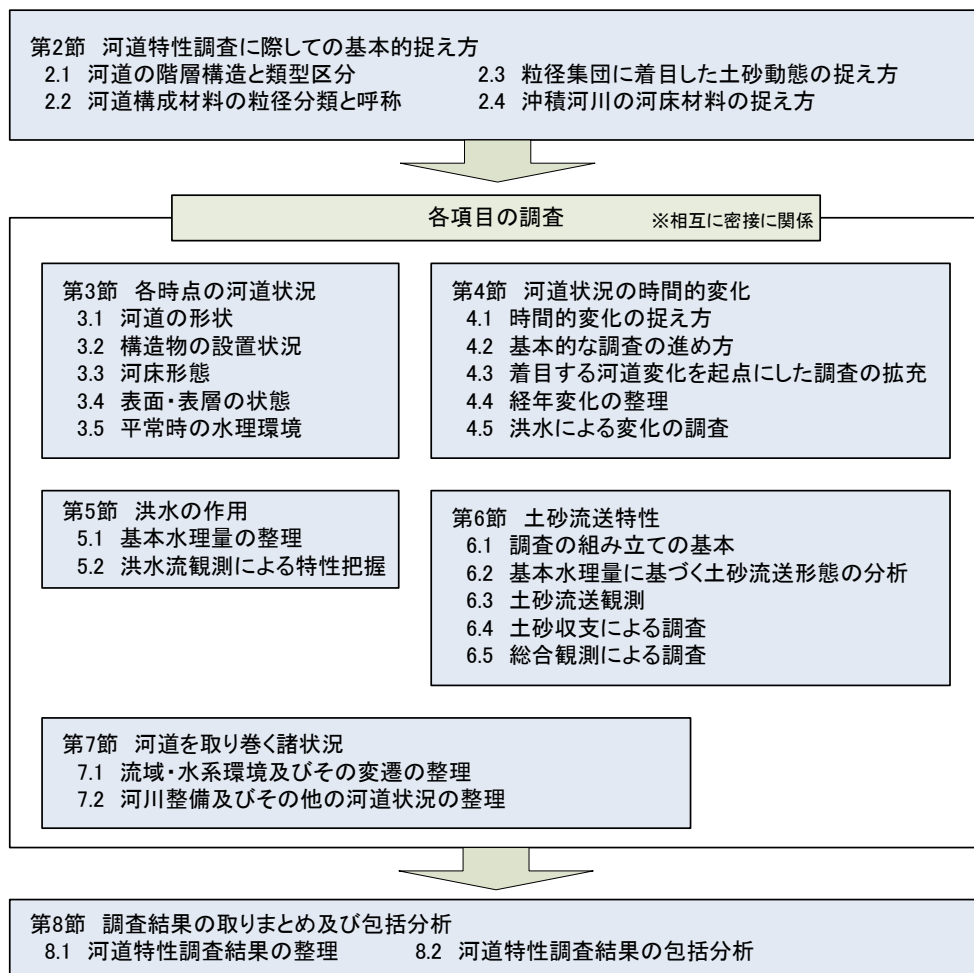 第2節 河道特性調査に際しての基本的捉え方
2.1 河道の階層構造と類型区分
2.2 河道構成材料の粒径分類と呼称
2.3 粒径集団に着目した土砂動態の捉え方
2.4 沖積河川の河床材料の捉え方
各項目の調査
※相互に密接に関係
第3節 各時点の河道状況
3.1 河道の形状
3.2 構造物の設置状況
3.3 河床形態
3.4 表面・表層の状態
3.5 平常時の水理環境
第4節 河道状況の時間的変化
4.1 時間的変化の捉え方
4.2 基本的な調査の進め方
4.3 着目する河道変化を起点にした調査の拡充
4.4 経年変化の整理
4.5 洪水による変化の調査
第5節 洪水の作用
5.1 基本水理量の整理
5.2 洪水流観測による特性把握
第6節 土砂流送特性
6.1 調査の組み立ての基本
6.2 基本水理量に基づく土砂流送形態の分析
6.3 土砂流送観測
6.4 土砂収支による調査
6.5 総合観測による調査
第7節 河道を取り巻く諸状況
7.1 流域・水系環境及びその変遷の整理
7.2 河川整備及びその他の河道状況の整理
第8節 調査結果の取りまとめ及び包括分析
8.1 河道特性調査結果の整理
8.2 河道特性調査結果の包括分析